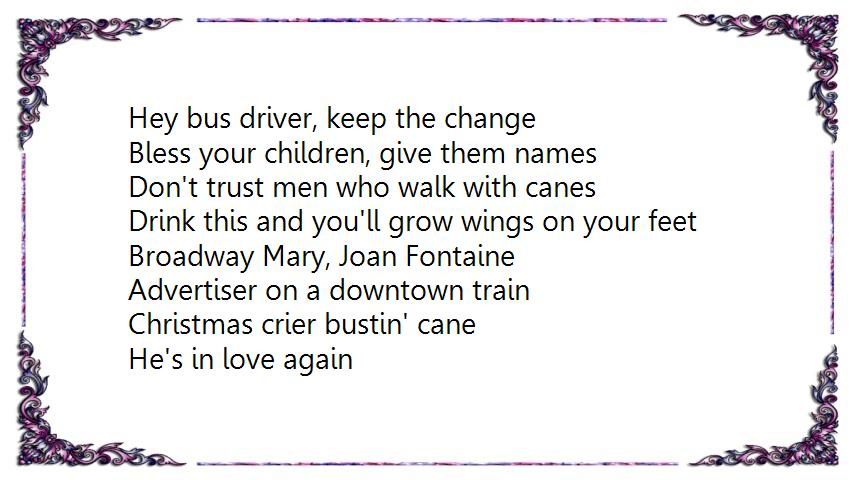 Hey bus driver, keep the change
Bless your children, give them names
Don't trust men who walk with canes
Drink this and you'll grow wings on your feet
Broadway Mary, Joan Fontaine
Advertiser on a downtown train
Christmas crier bustin' cane
He's in love again